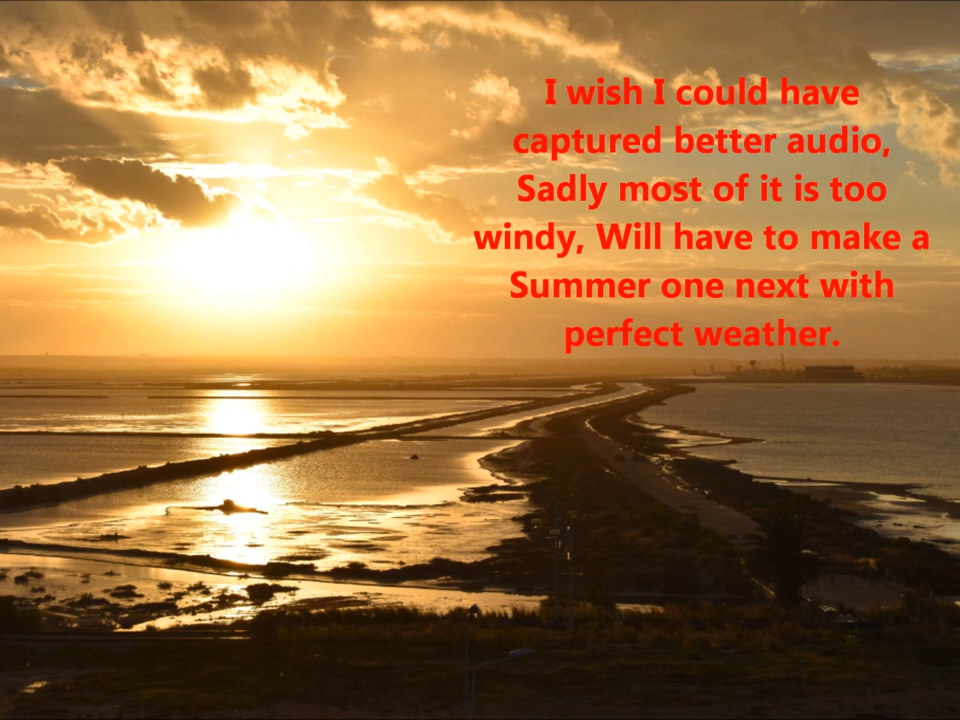 I wish I could have
captured better audio,
Sadly most of it is too
windy, Will have to make a
Summer one next with
perfect weather.